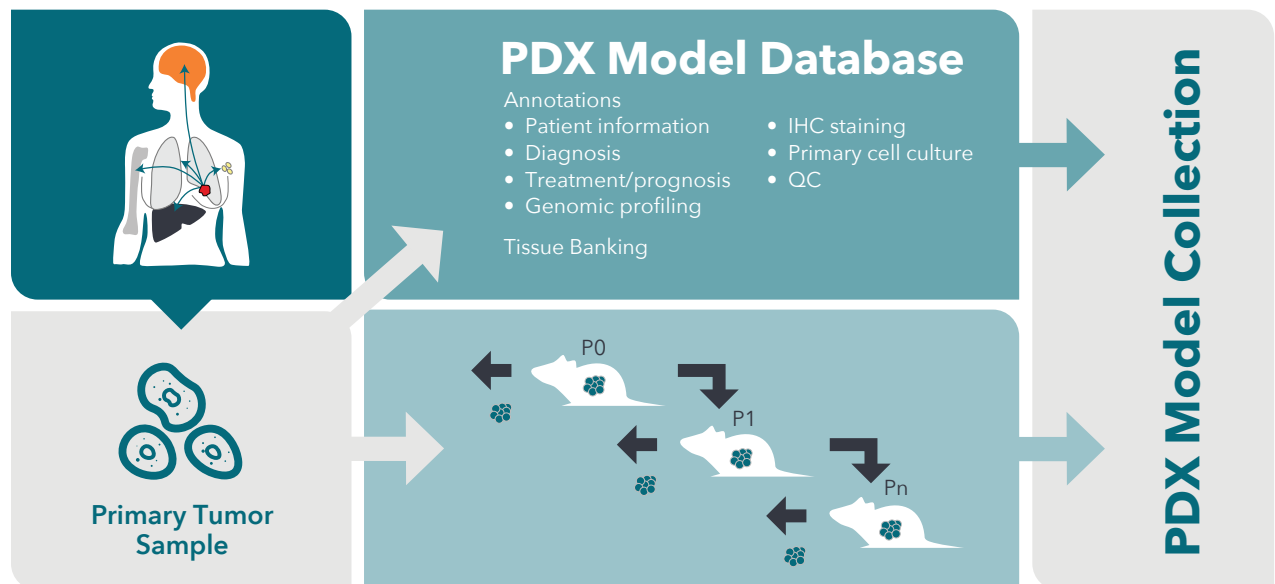 PDX Model Database
Annotations
• Patient information
• Diagnosis
• Treatment/prognosis
• Genomic profiling
• IHC staining
• Primary cell culture
• QC
Tissue Banking
Primary Tumor
Sample
P0
P1
Pn
PDX Model Collection